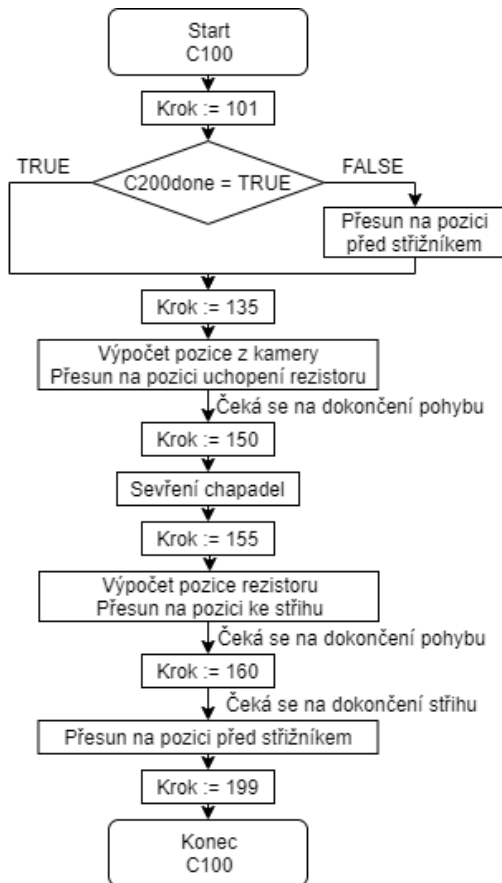 Start
C100
Krok := 101
TRUE
C200done = TRUE
FALSE
Přesun na pozici
před střižníkem
Krok := 135
Výpočet pozice z kamery
Přesun na pozici uchopení rezistoru
Čeká se na dokončení pohybu
Krok := 150
Sevření chapadel
Krok := 155
Výpočet pozice rezistoru
Přesun na pozici ke střihu
Čeká se na dokončení pohybu
Krok := 160
Čeká se na dokončení střihu
Přesun na pozici před střižníkem
Krok := 199
Konec
C100